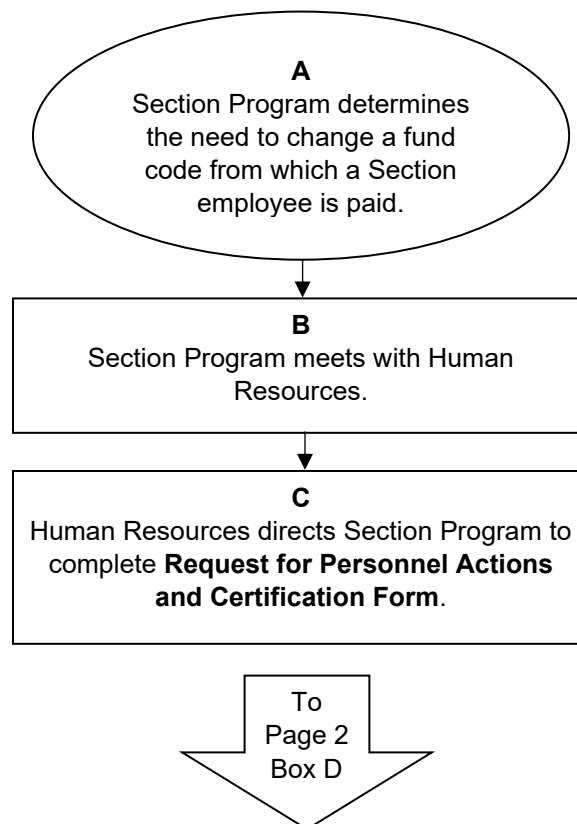 A
Section Program determines
the need to change a fund
code from which a Section
employee is paid.
B
Section Program meets with Human
Resources.
C
Human Resources directs Section Program to
complete Request for Personnel Actions
and Certification Form.
To
Page 2
Box D